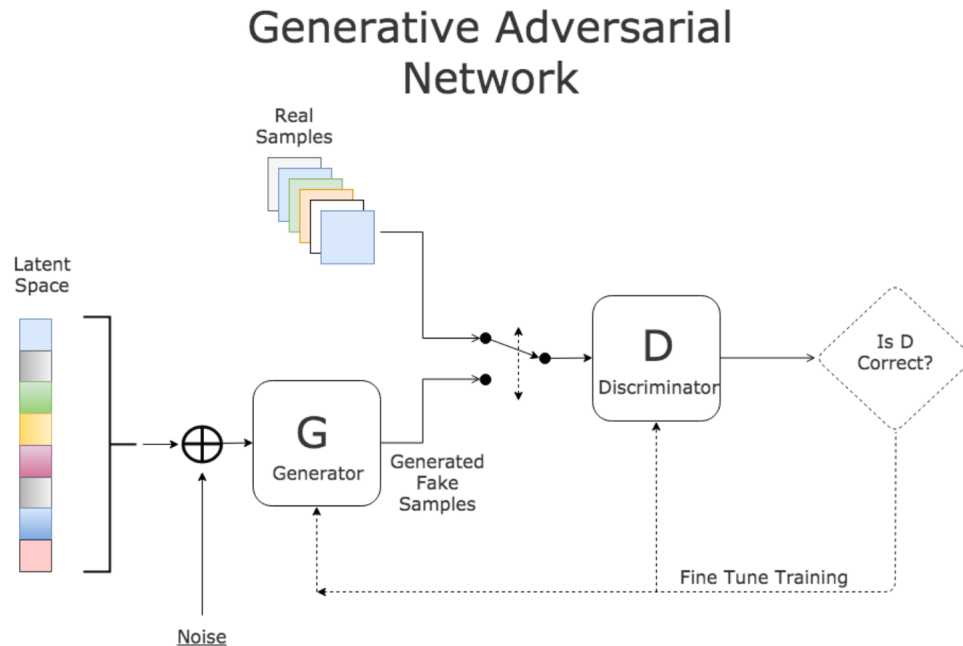 Generative Adversarial
Network
Real
Samples
Latent
Space
D
Discriminator
Is D
Correct?
G
Generator
Generated
Fake
Samples
Fine Tune Training
Noise